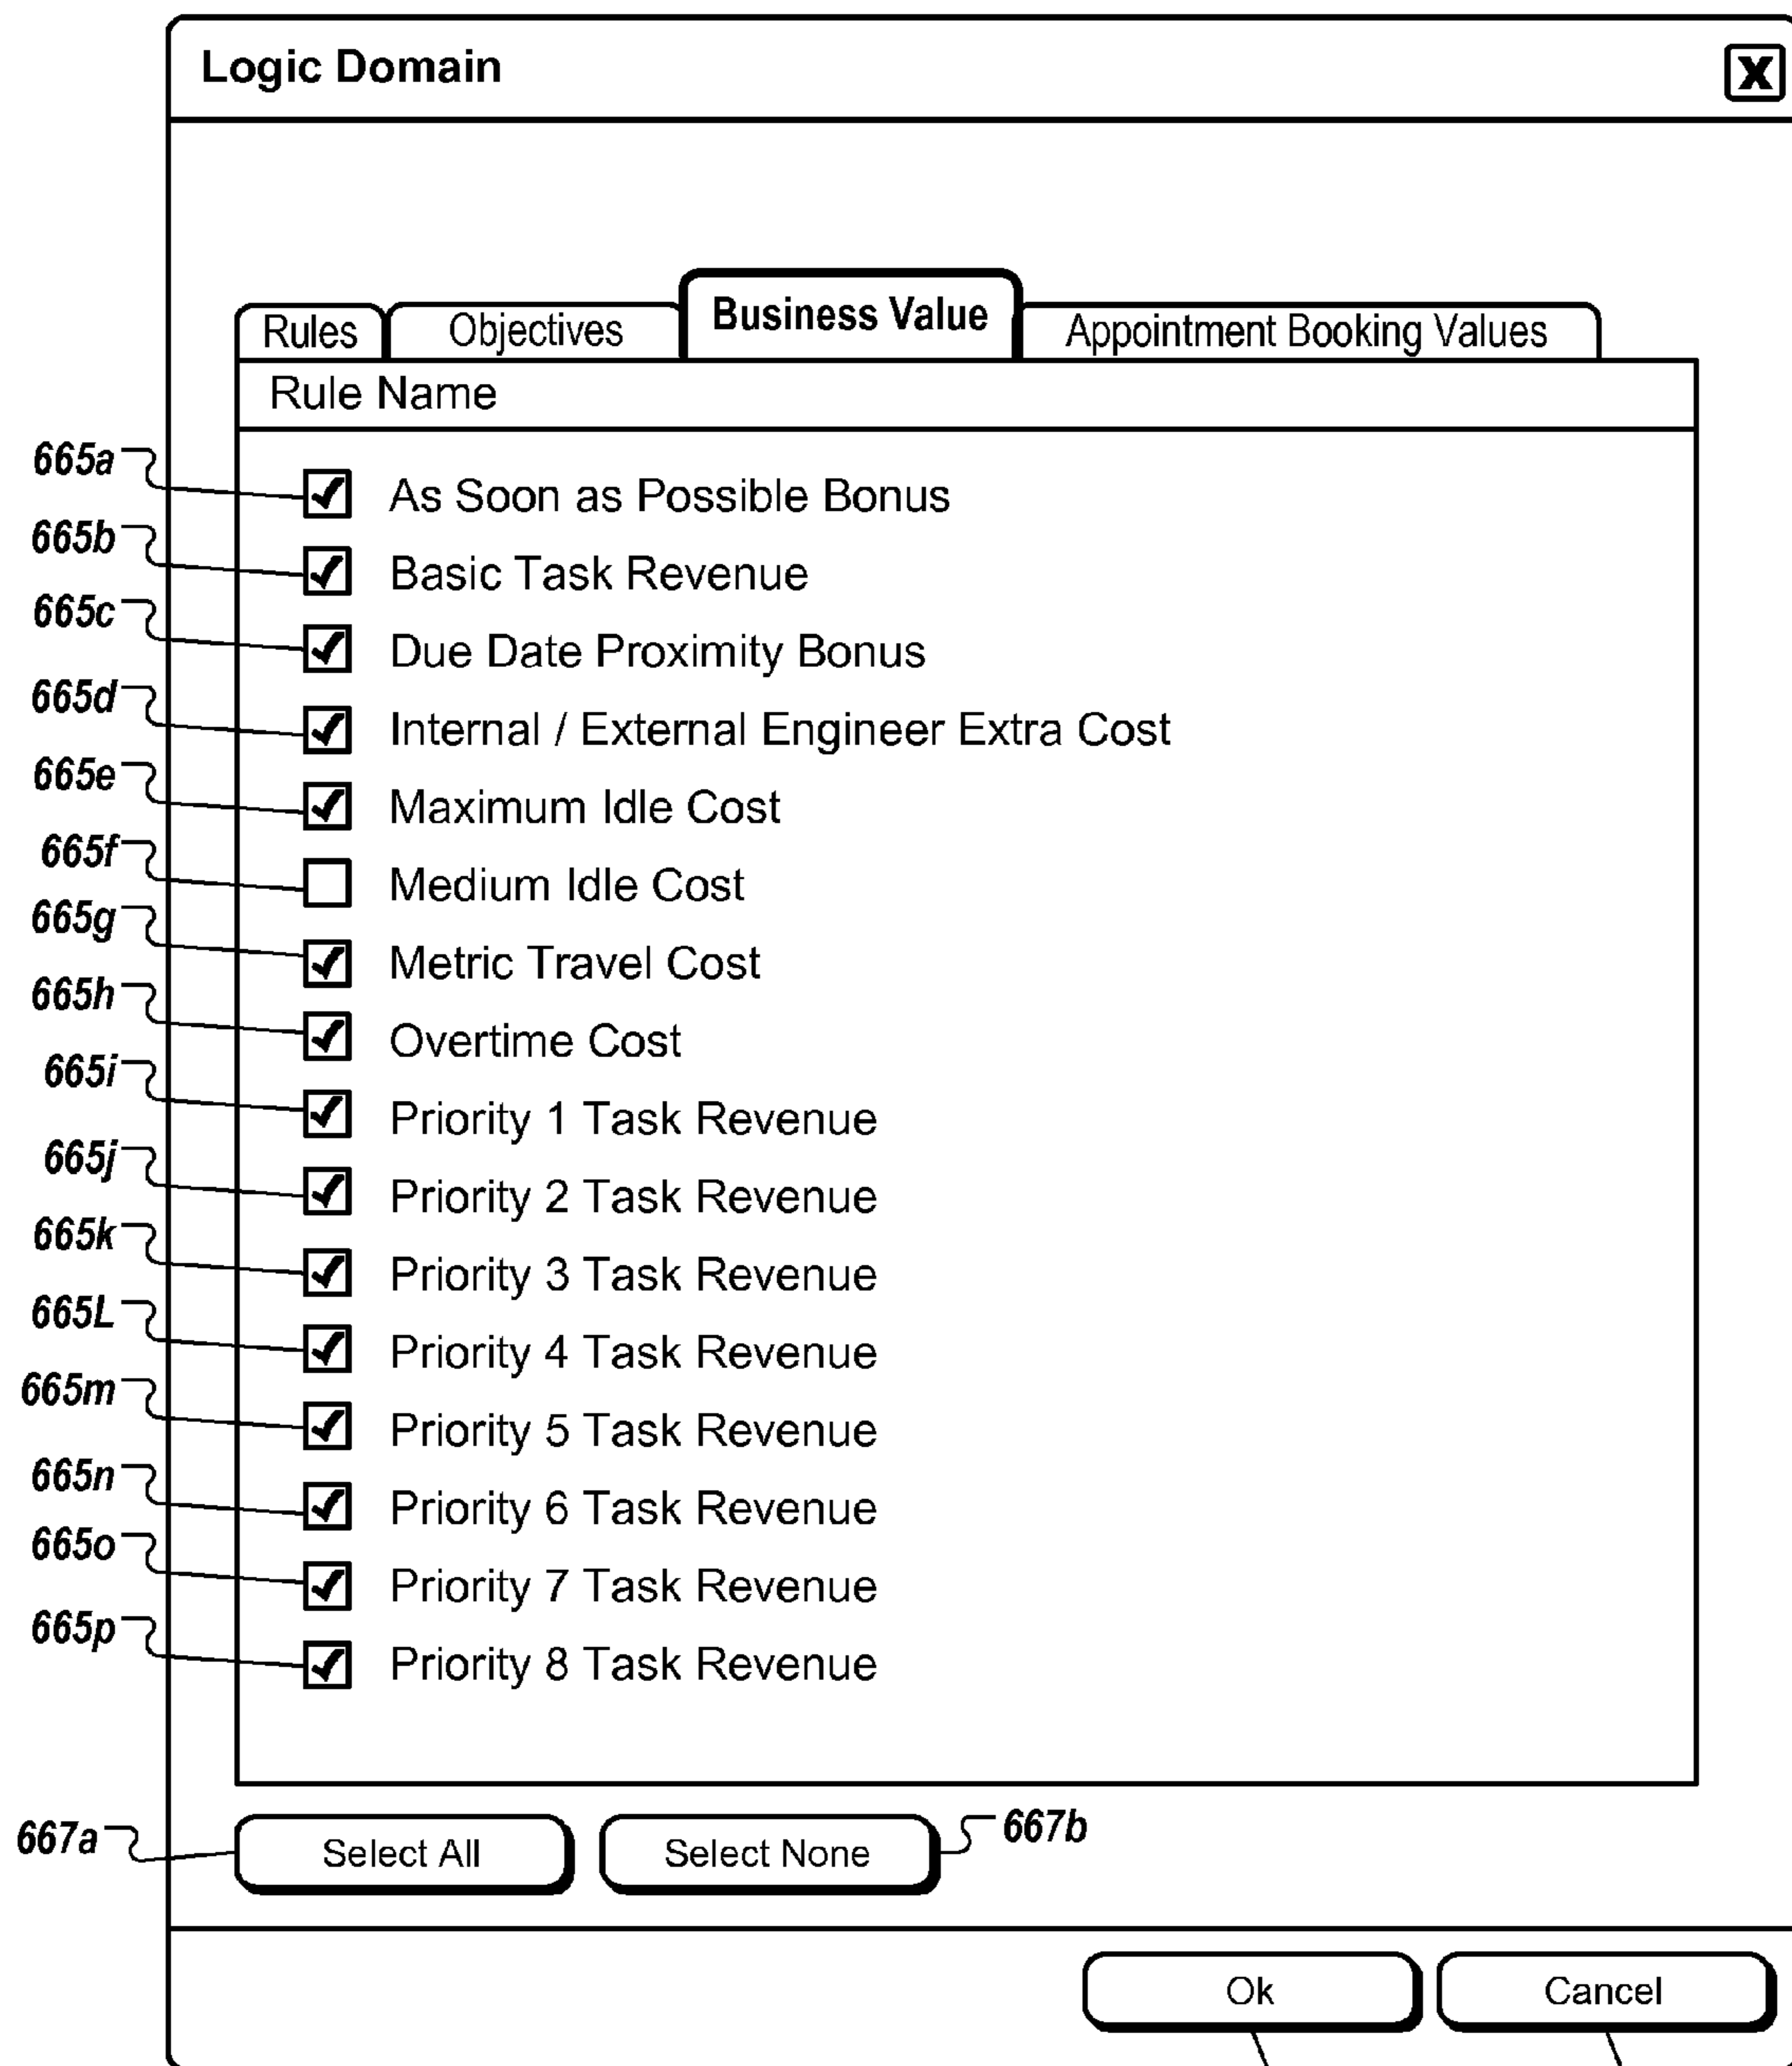 Logic Domain X
Rules Objectives Business Value Appointment Booking Values
Rule Name
665a As Soon as Possible Bonus
665b Basic Task Revenue
665c Due Date Proximity Bonus
665d Internal / External Engineer Extra Cost
665e Maximum Idle Cost
665f Medium Idle Cost
665g Metric Travel Cost
665h Overtime Cost
665i Priority 1 Task Revenue
665j Priority 2 Task Revenue
665k Priority 3 Task Revenue
665L Priority 4 Task Revenue
665m Priority 5 Task Revenue
665n Priority 6 Task Revenue
665o Priority 7 Task Revenue
665p Priority 8 Task Revenue
667a Select All Select None 667b
Ok Cancel